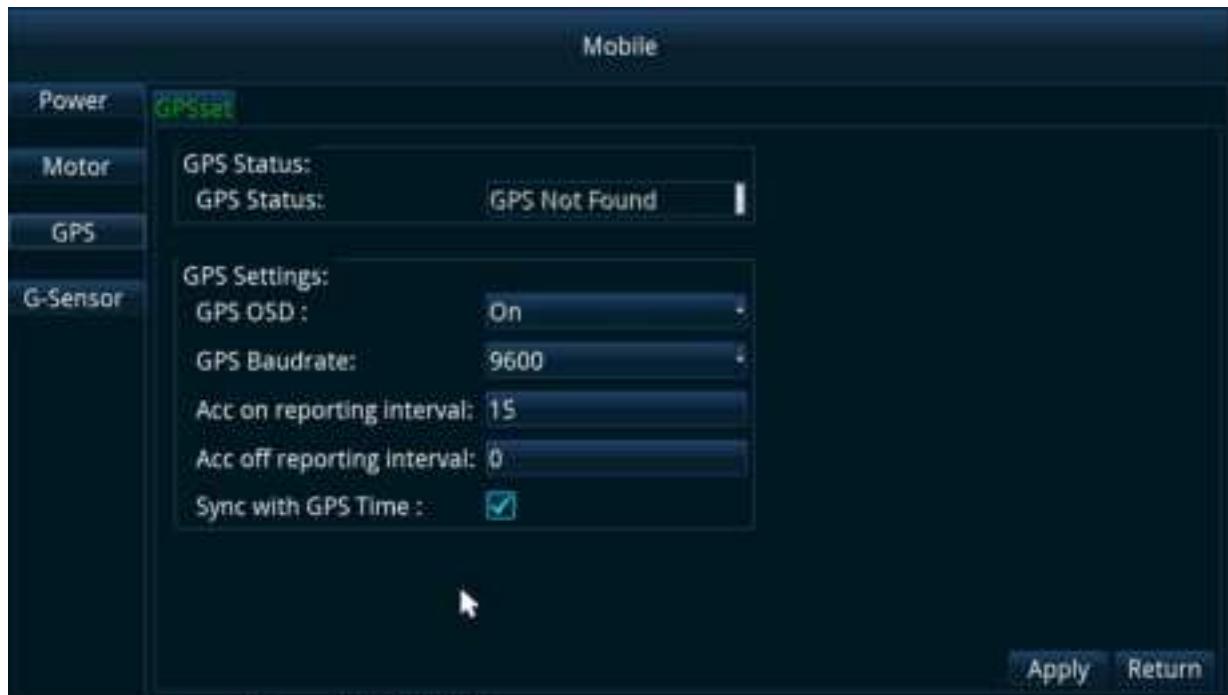 Mobile
Power
Motor
GPS
G-Sensor
GPSset
GPS Status:
GPS Status: GPS Not Found
GPS Settings:
GPS OSD : On
GPS Baudrate: 9600
Acc on reporting interval: 15
Acc off reporting interval: 0
Sync with GPS Time :
Apply Return